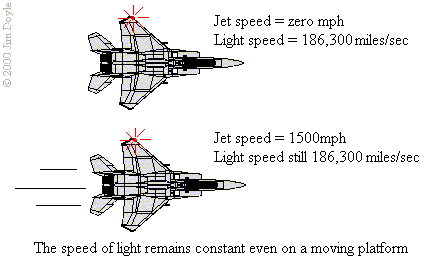 © 2000 Jim Doyle
Jet speed = zero mph
Light speed = 186,300 miles/sec
Jet speed = 1500mph
Light speed still 186,300 miles/sec
The speed of light remains constant even on a moving platform